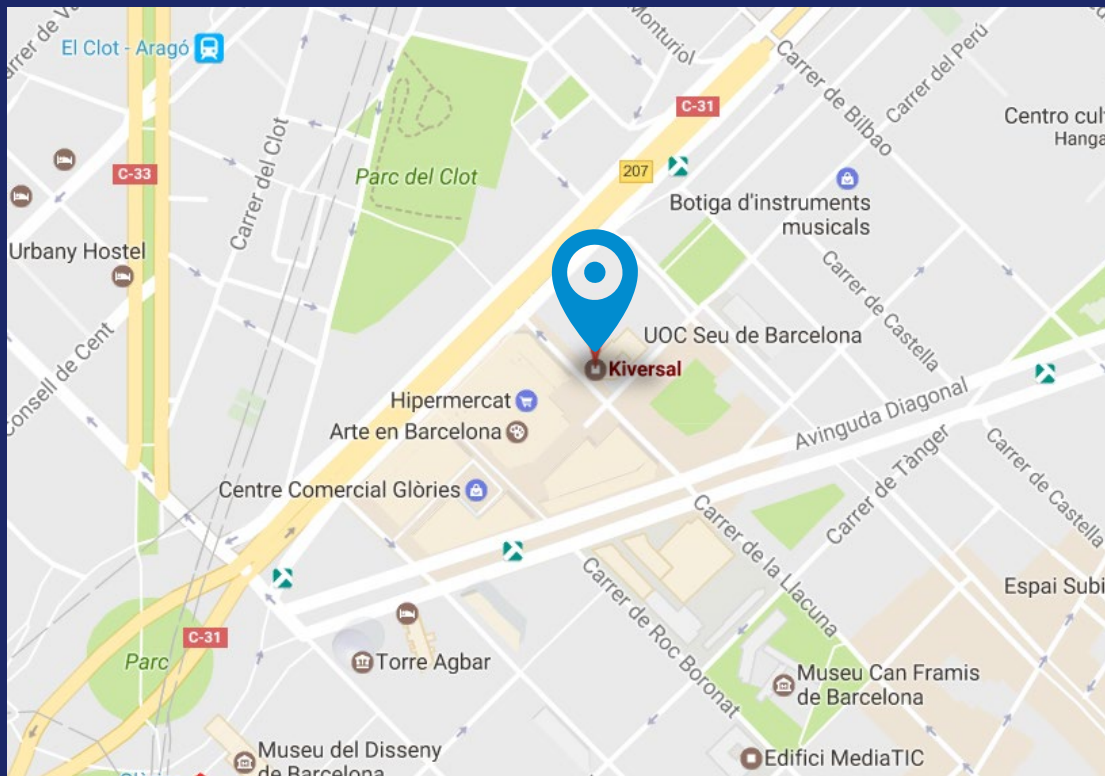 El Clot - Aragó
Monturiol
Carrer de Bilbao
Carrer del Perú
C-31
Centro cul
Hanga
C-33
Carrer del Clot
Parc del Clot
207
Botiga d'instruments
musicals
Urbany Hostel
Carrer de Castella
UOC Seu de Barcelona
Kiversal
Consell de Cent
Hipermercat
Arte en Barcelona
Avinguda Diagonal
Centre Comercial Glòries
Carrer de Tànger
Carrer de Castella
Carrer de la Llacuna
Carrer de Roc Boronat
Espai Subi
C-31
Parc
Torre Agbar
Museu Can Framis
de Barcelona
Museu del Disseny
de Barcelona
Edifici MediaTIC